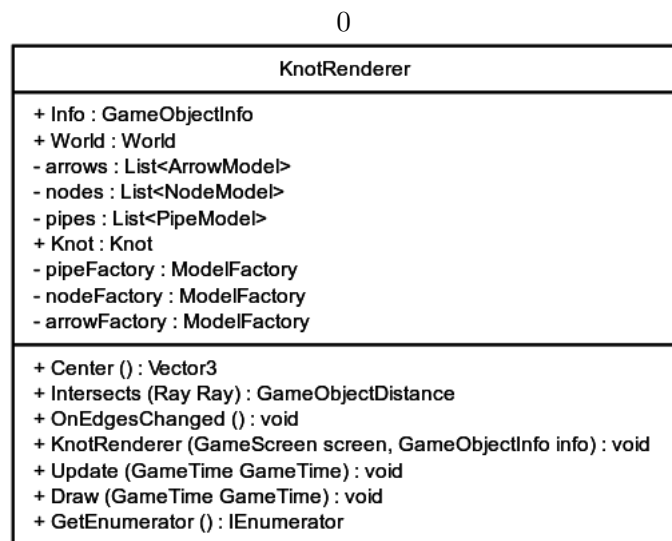 0
KnotRenderer
+ Info : GameObjectInfo
+ World : World
- arrows : List<ArrowModel>
- nodes : List<NodeModel>
- pipes : List<PipeModel>
+ Knot : Knot
- pipeFactory : ModelFactory
- nodeFactory : ModelFactory
- arrowFactory : ModelFactory
+ Center () : Vector3
+ Intersects (Ray Ray) : GameObjectDistance
+ OnEdgesChanged () : void
+ KnotRenderer (GameScreen screen, GameObjectInfo info) : void
+ Update (GameTime GameTime) : void
+ Draw (GameTime GameTime) : void
+ GetEnumerator () : IEnumerator